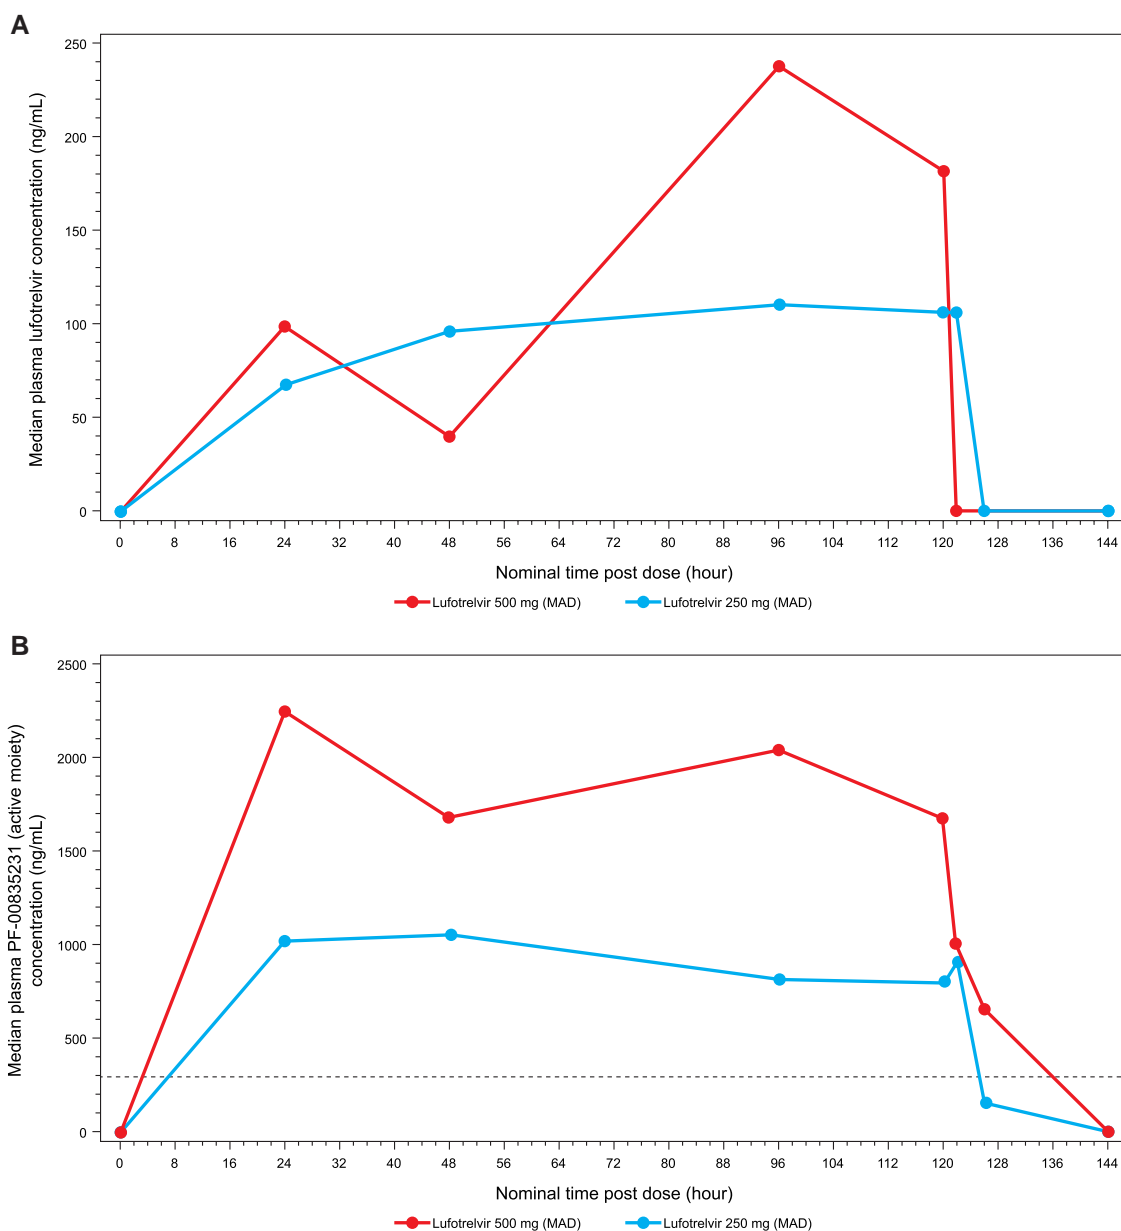 A
250
200
150
100
50
0
Median plasma lufotrelvir concentration (ng/mL)
0 8 16 24 32 40 48 56 64 72 80 88 96 104 112 120 128 136 144
Nominal time post dose (hour)
Lufotrelvir 500 mg (MAD) Lufotrelvir 250 mg (MAD)
B
2500
2000
1500
1000
500
0
Median plasma PF-00835231 (active moiety)
concentration (ng/mL)
0 8 16 24 32 40 48 56 64 72 80 88 96 104 112 120 128 136 144
Nominal time post dose (hour)
Lufotrelvir 500 mg (MAD) Lufotrelvir 250 mg (MAD)